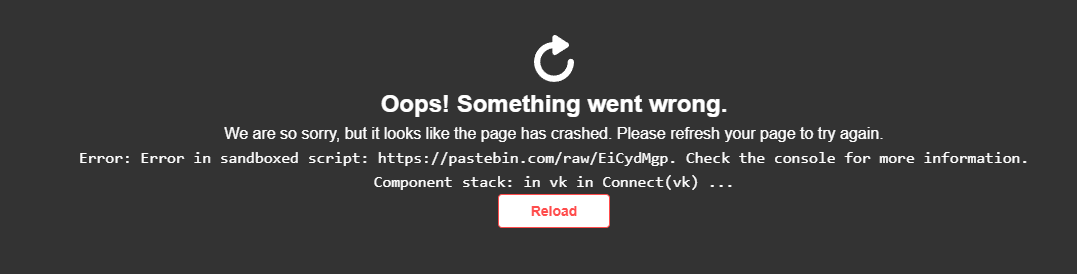 Oops! Something went wrong.
We are so sorry, but it looks like the page has crashed. Please refresh your page to try again.
Error: Error in sandboxed script: https://pastebin.com/raw/EiCydMgp. Check the console for more information.
Component stack: in vk in Connect(vk) ...
Reload